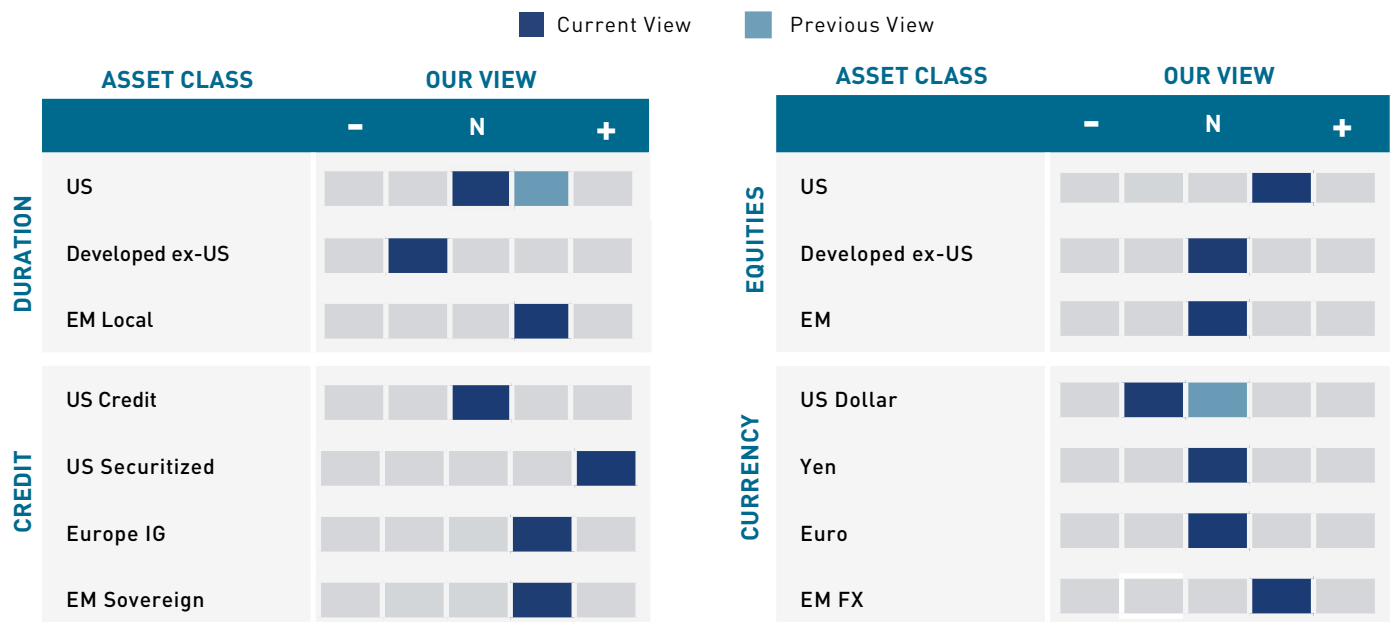 Current View
Previous View
ASSET CLASS
OUR VIEW
- N +
DURATION
US
Developed ex-US
EM Local
CREDIT
US Credit
US Securitized
Europe IG
EM Sovereign
ASSET CLASS
OUR VIEW
- N +
EQUITIES
US
Developed ex-US
EM
CURRENCY
US Dollar
Yen
Euro
EM FX